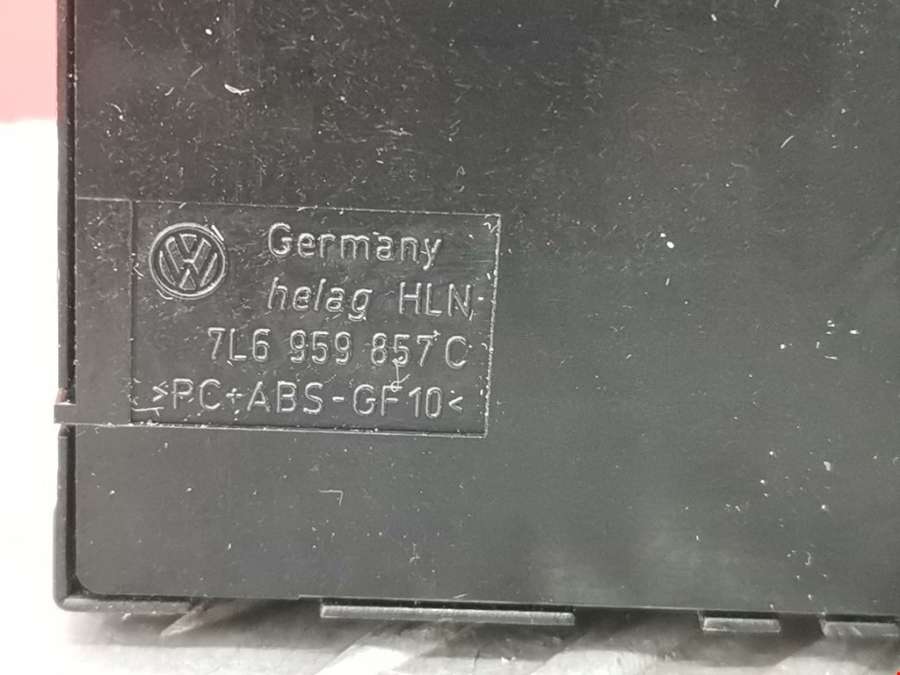 Germany
helag HLN
7L6 959 857 C
>PC+ABS-GF10<